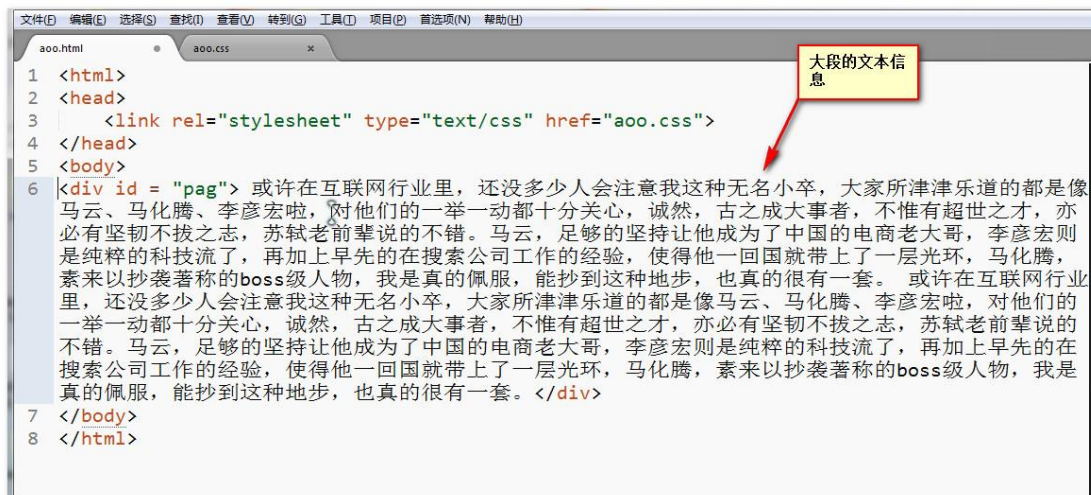 文件(F) 编辑(E) 选择(S) 查找(I) 查看(V) 转到(G) 工具(T) 项目(P) 首选项(N) 帮助(H)
aoo.html
aoo.css
大段的文本信
息
1 <html>
2 <head>
3 <link rel="stylesheet" type="text/css" href="aoo.css">
4 </head>
5 <body>
6 <div id = "pag"> 或许在互联网行业里，还没多少人会注意我这种无名小卒，大家所津津乐道的都是像
马云、马化腾、李彦宏啦，对他们的一举一动都十分关心，诚然，古之成大事者，不惟有超世之才，亦
必有坚韧不拔之志，苏轼老前辈说的不错。马云，足够的坚持让他成为了中国的电商老大哥，李彦宏则
是纯粹的科技流了，再加上早先的在搜索公司工作的经验，使得他一回国就带上了一层光环，马化腾，
素来以抄袭著称的boss级人物，我是真的佩服，能抄到这种地步，也真的很有一套。 或许在互联网行业
里，还没多少人会注意我这种无名小卒，大家所津津乐道的都是像马云、马化腾、李彦宏啦，对他们的
一举一动都十分关心，诚然，古之成大事者，不惟有超世之才，亦必有坚韧不拔之志，苏轼老前辈说的
不错。马云，足够的坚持让他成为了中国的电商老大哥，李彦宏则是纯粹的科技流了，再加上早先的在
搜索公司工作的经验，使得他一回国就带上了一层光环，马化腾，素来以抄袭著称的boss级人物，我是
真的佩服，能抄到这种地步，也真的很有一套。</div>
7 </body>
8 </html>